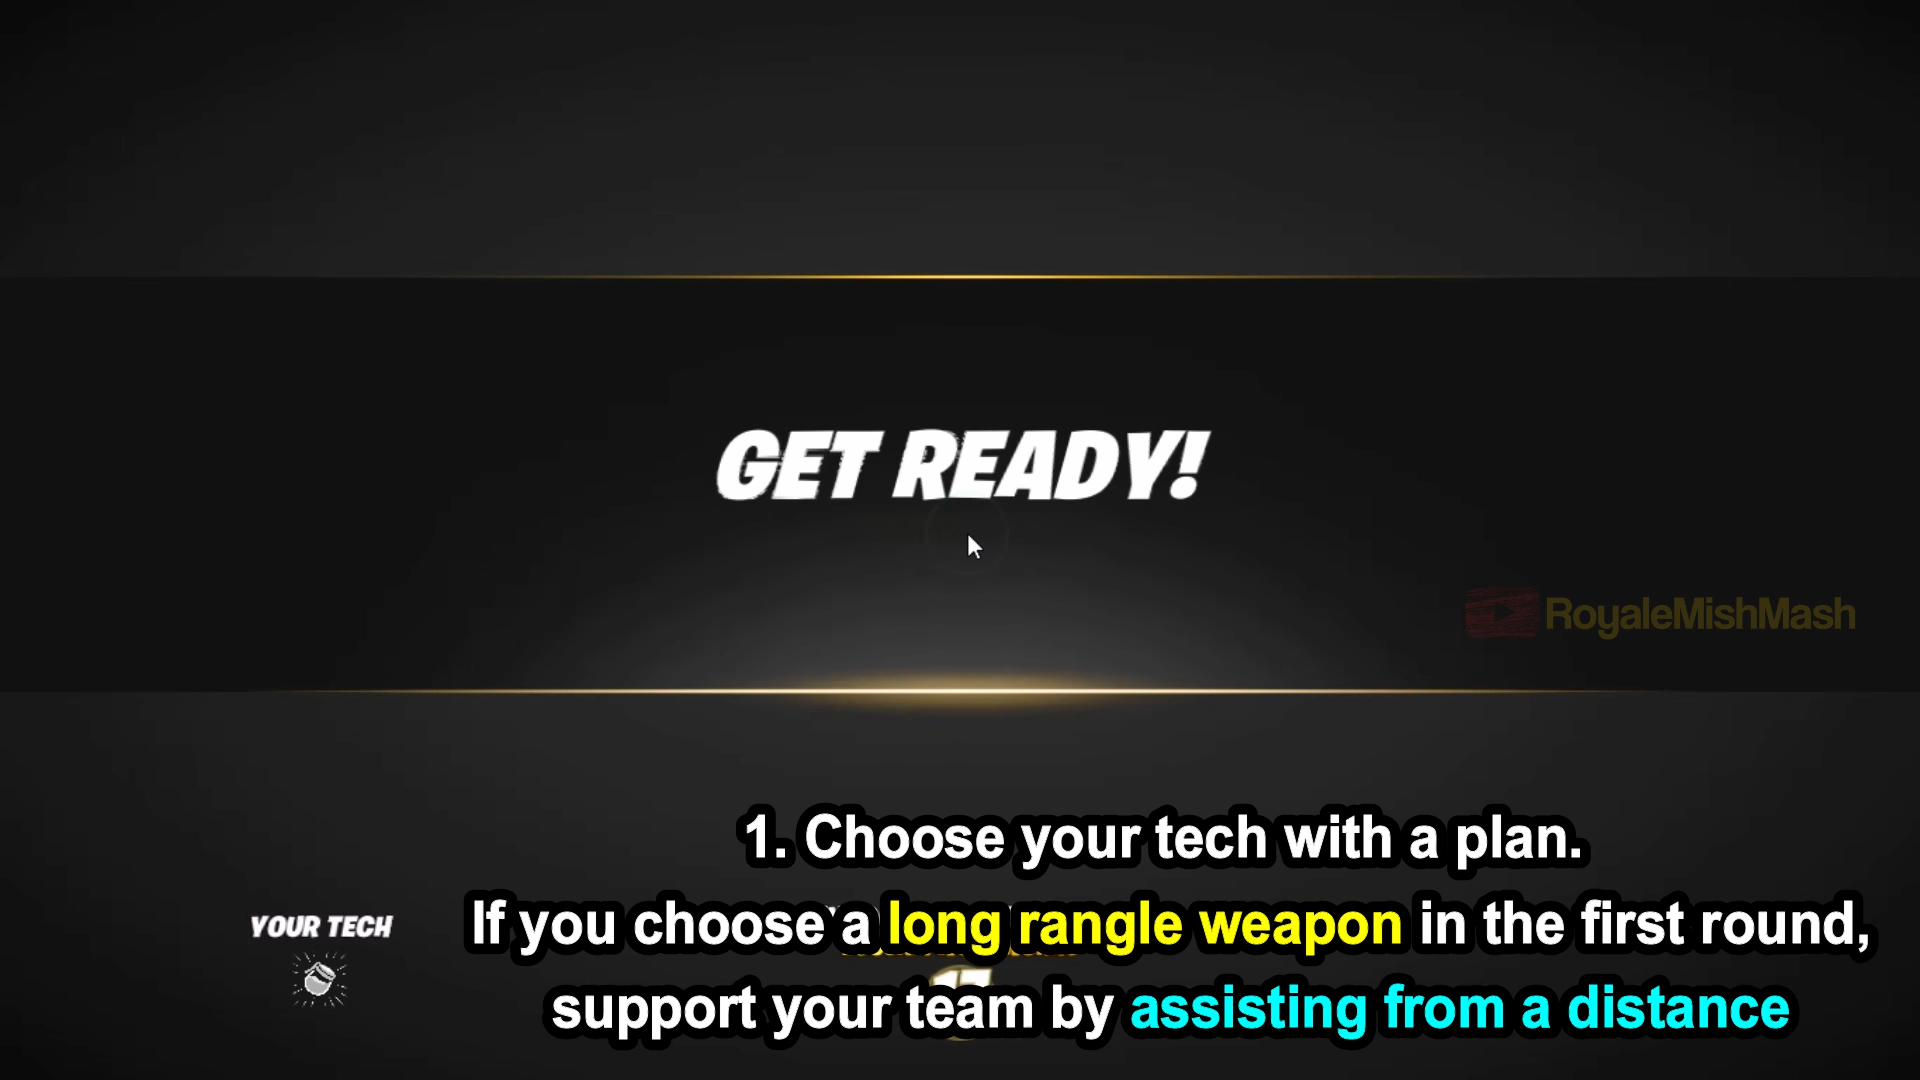 GET READY!
RoyaleMishMash
1. Choose your tech with a plan.
YOUR TECH
If you choose a long rangle weapon in the first round,
support your team by assisting from a distance